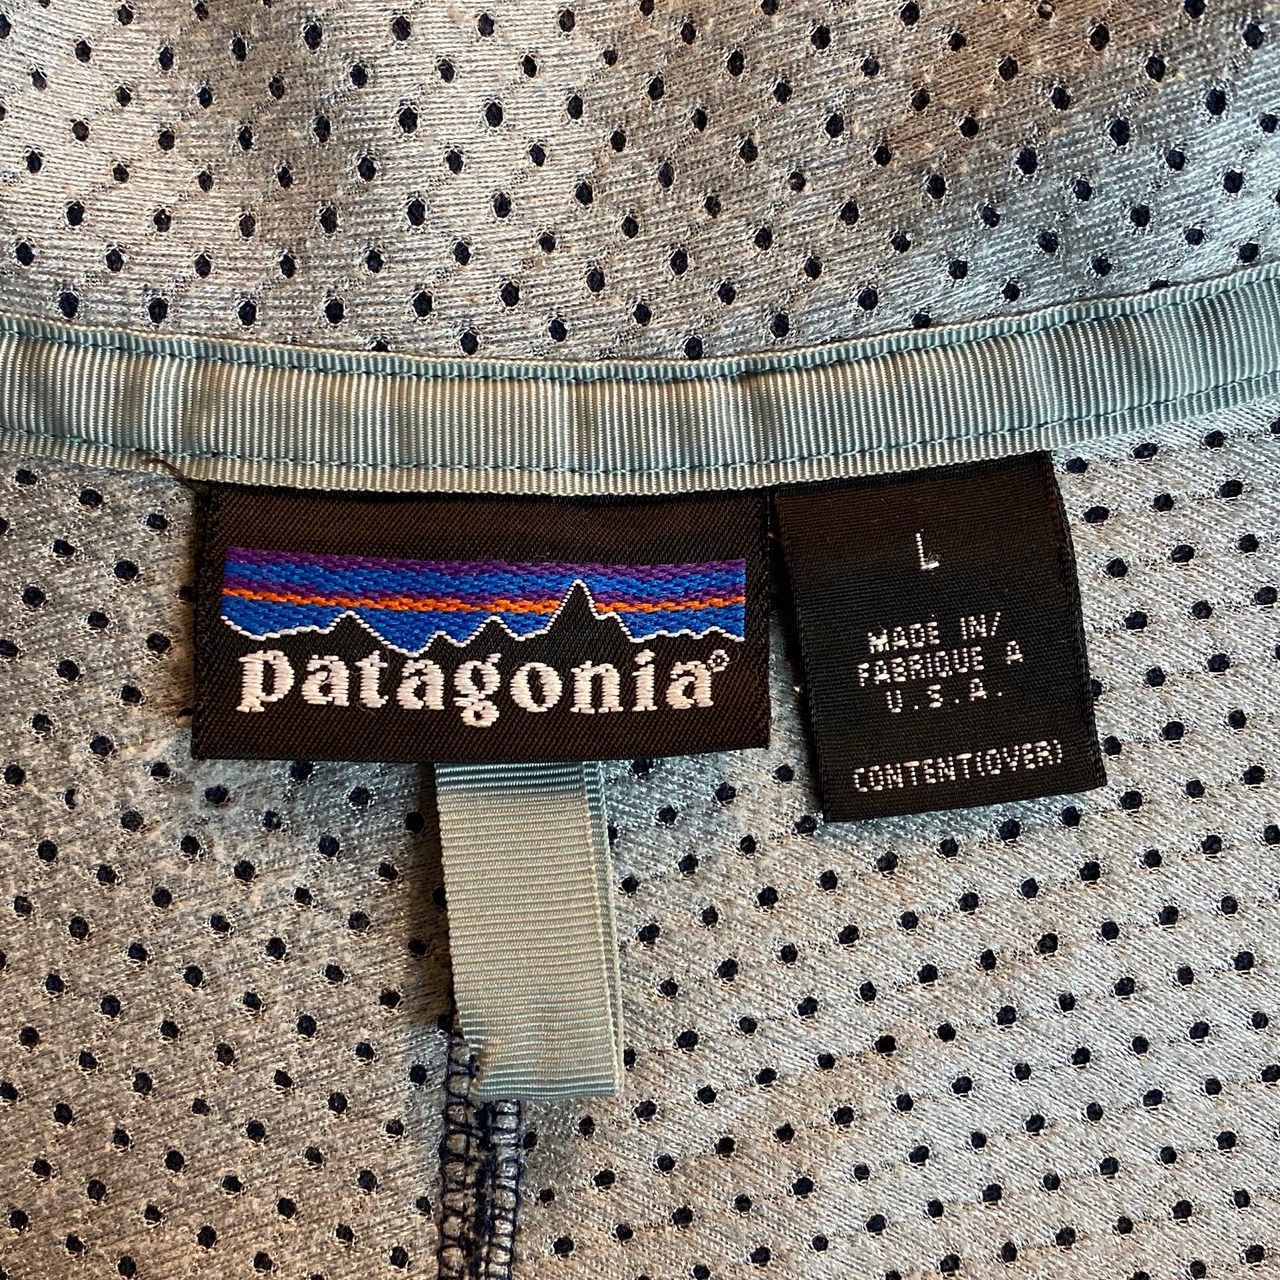 patagonia®
L
MADE IN/
FABRIQUE A
U.S.A.
CONTENT(OVER)